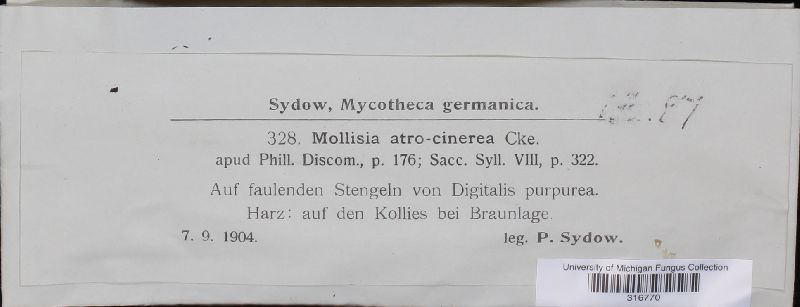 Sydow, Mycotheca germanica.
328. Mollisia atro-cinerea Cke.
apud Phill. Discom., p. 176; Sacc. Syll. VIII, p. 322.
Auf faulenden Stengeln von Digitalis purpurea.
Harz: auf den Kollies bei Braunlage.
7. 9. 1904. leg. P. Sydow.
University of Michigan Fungus Collection
316770